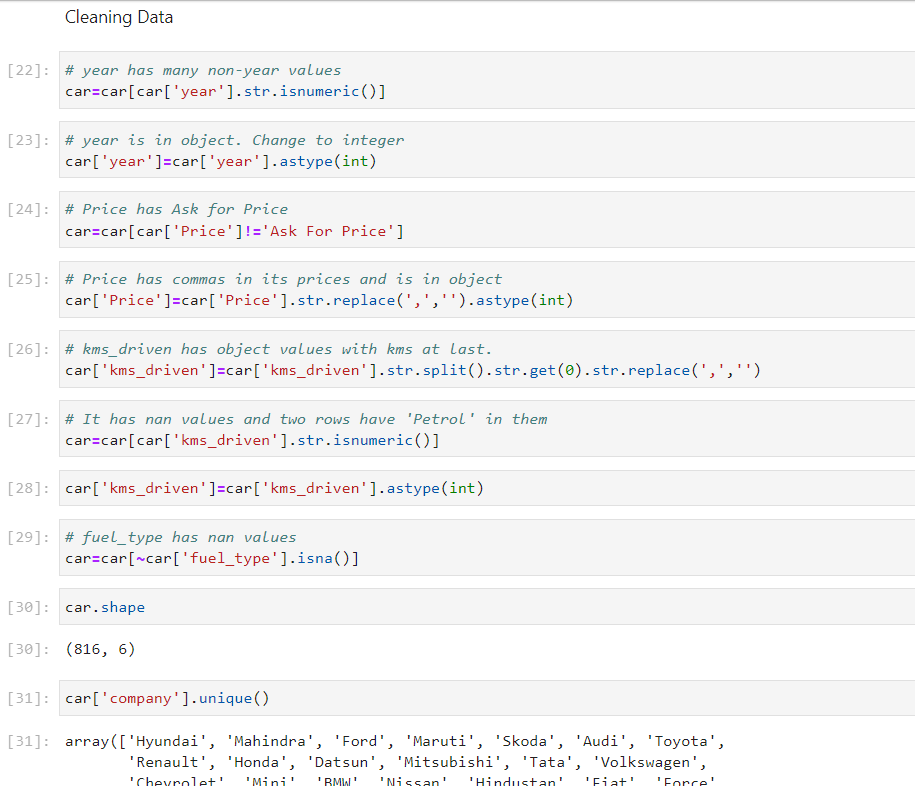 Cleaning Data
[22]:
# year has many non-year values
car=car[car['year'].str.isnumeric()]
[23]:
# year is in object. Change to integer
car['year']=car['year'].astype(int)
[24]:
# Price has Ask for Price
car=car[car['Price']!='Ask For Price']
[25]:
# Price has commas in its prices and is in object
car['Price']=car['Price'].str.replace(',','').astype(int)
[26]:
# kms_driven has object values with kms at last.
car['kms_driven']=car['kms_driven'].str.split().str.get(0).str.replace(',','')
[27]:
# It has nan values and two rows have 'Petrol' in them
car=car[car['kms_driven'].str.isnumeric()]
[28]:
car['kms_driven']=car['kms_driven'].astype(int)
[29]:
# fuel_type has nan values
car=car[~car['fuel_type'].isna()]
[30]:
car.shape
[30]:
(816, 6)
[31]:
car['company'].unique()
[31]:
array(['Hyundai', 'Mahindra', 'Ford', 'Maruti', 'Skoda', 'Audi', 'Toyota',
'Renault', 'Honda', 'Datsun', 'Mitsubishi', 'Tata', 'Volkswagen',
'Chevrolet', 'Mini', 'BMW', 'Nissan', 'Hindustan', 'Fiat', 'Force',